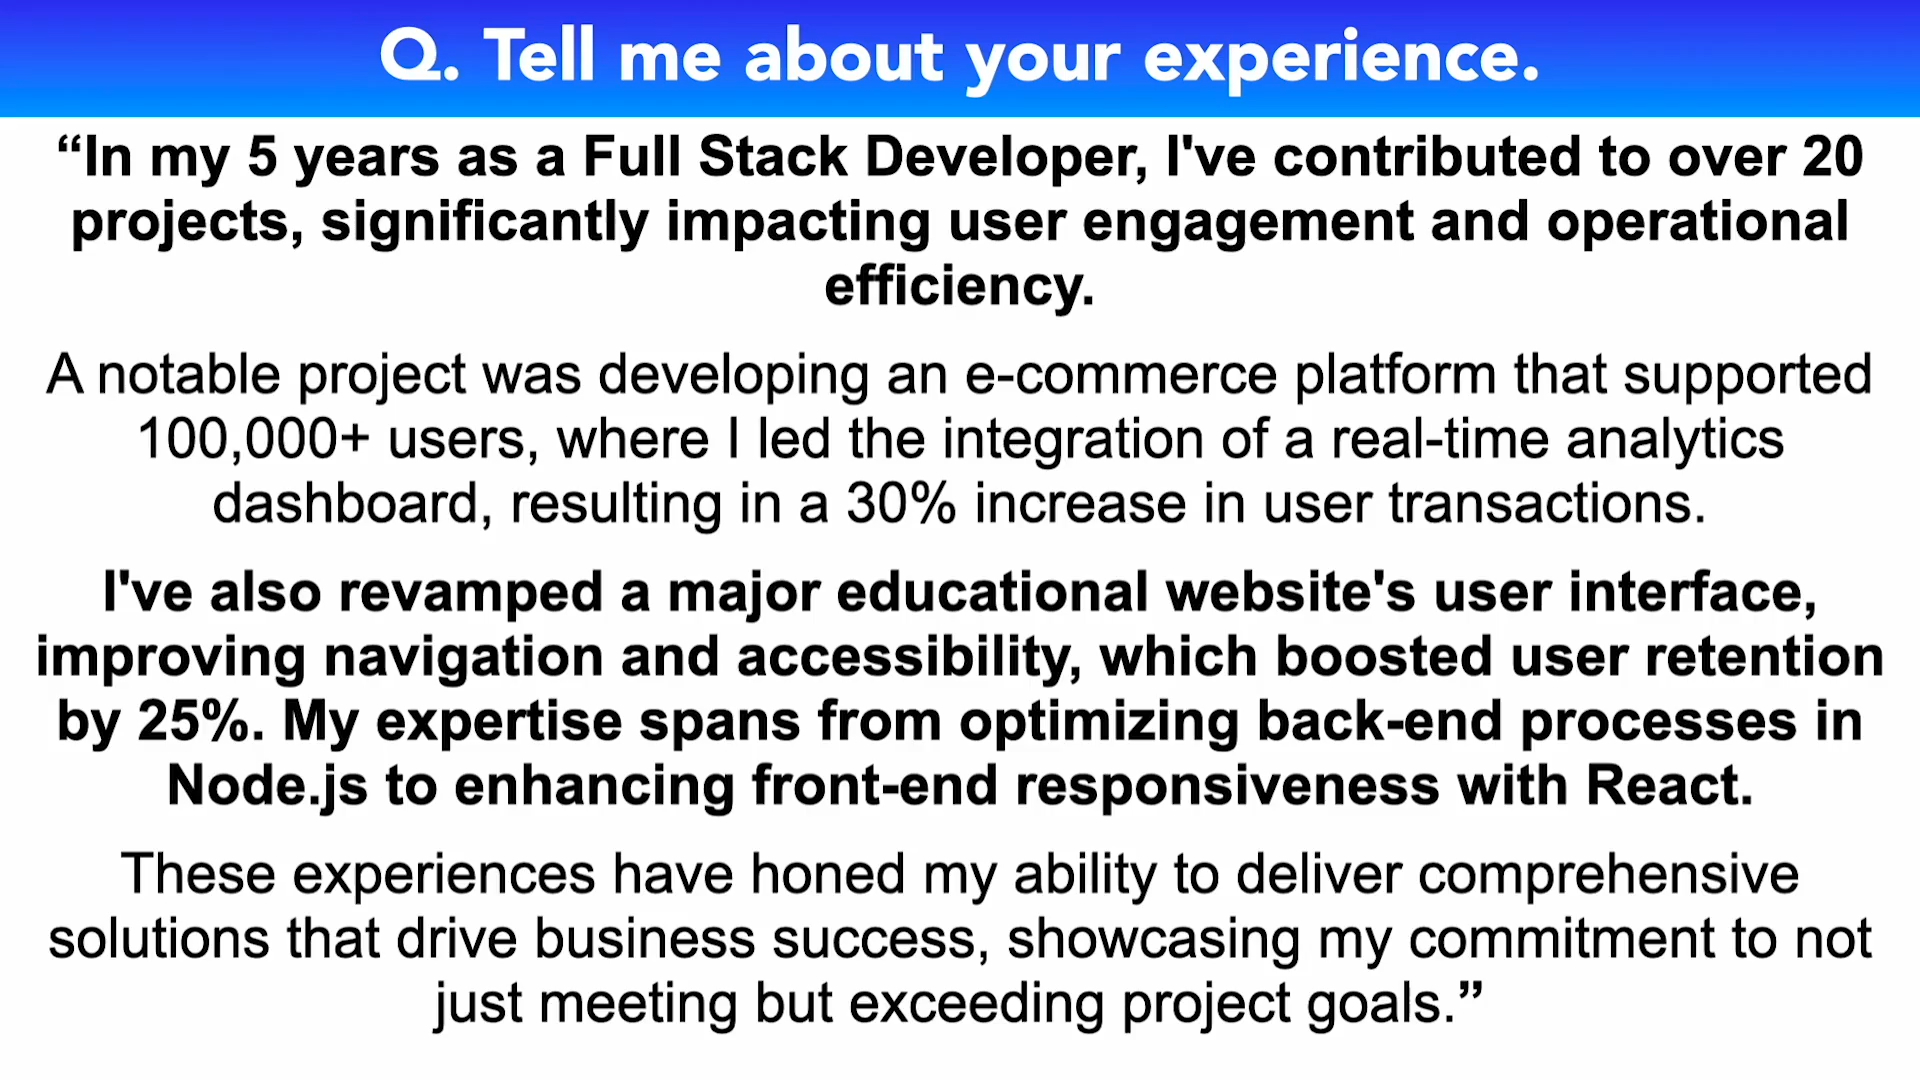 Q. Tell me about your experience.
“In my 5 years as a Full Stack Developer, I've contributed to over 20
projects, significantly impacting user engagement and operational
efficiency.
A notable project was developing an e-commerce platform that supported
100,000+ users, where I led the integration of a real-time analytics
dashboard, resulting in a 30% increase in user transactions.
I've also revamped a major educational website's user interface,
improving navigation and accessibility, which boosted user retention
by 25%. My expertise spans from optimizing back-end processes in
Node.js to enhancing front-end responsiveness with React.
These experiences have honed my ability to deliver comprehensive
solutions that drive business success, showcasing my commitment to not
just meeting but exceeding project goals.”